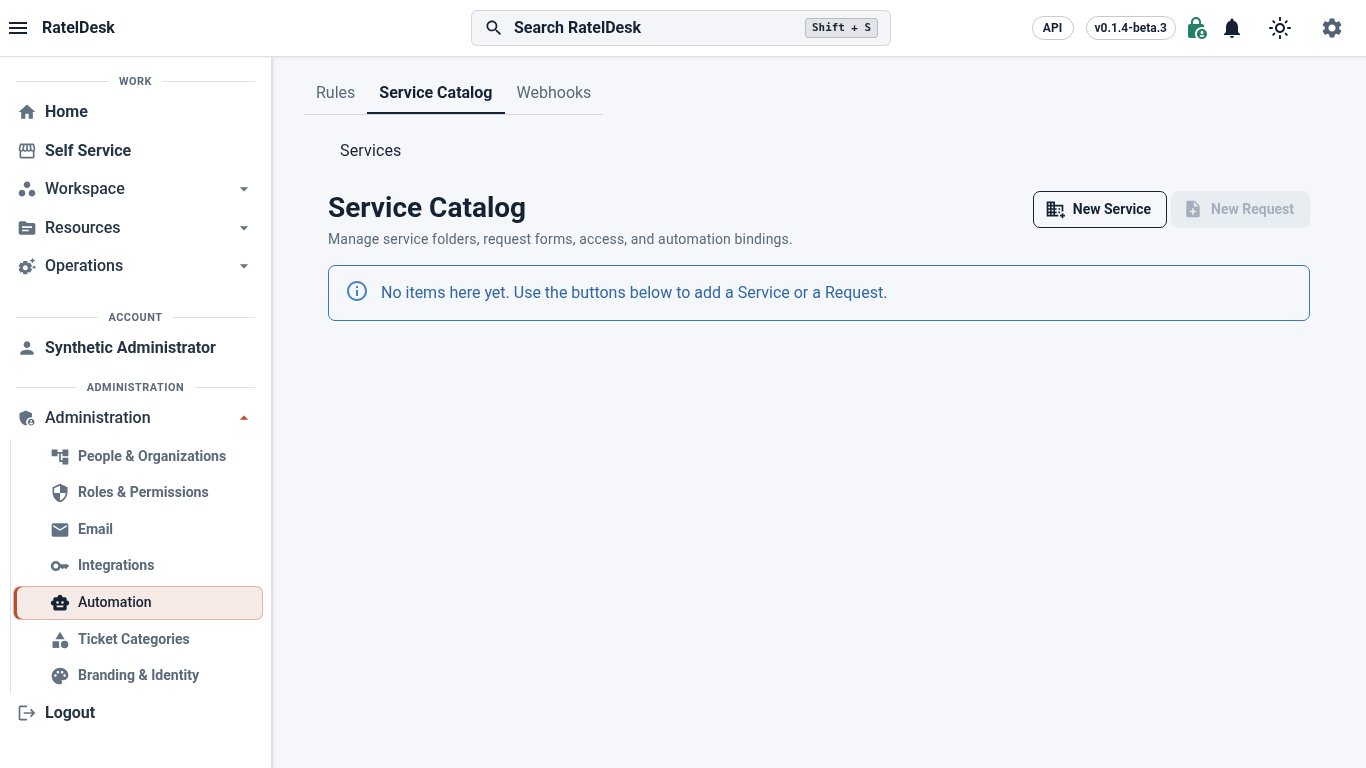 RatelDesk
Search RatelDesk
Shift + S
API
v0.1.4-beta.3
WORK
Home
Self Service
Workspace
Resources
Operations
ACCOUNT
Synthetic Administrator
ADMINISTRATION
Administration
People & Organizations
Roles & Permissions
Email
Integrations
Automation
Ticket Categories
Branding & Identity
Logout
Rules
Service Catalog
Webhooks
Services
Service Catalog
New Service
New Request
Manage service folders, request forms, access, and automation bindings.
No items here yet. Use the buttons below to add a Service or a Request.